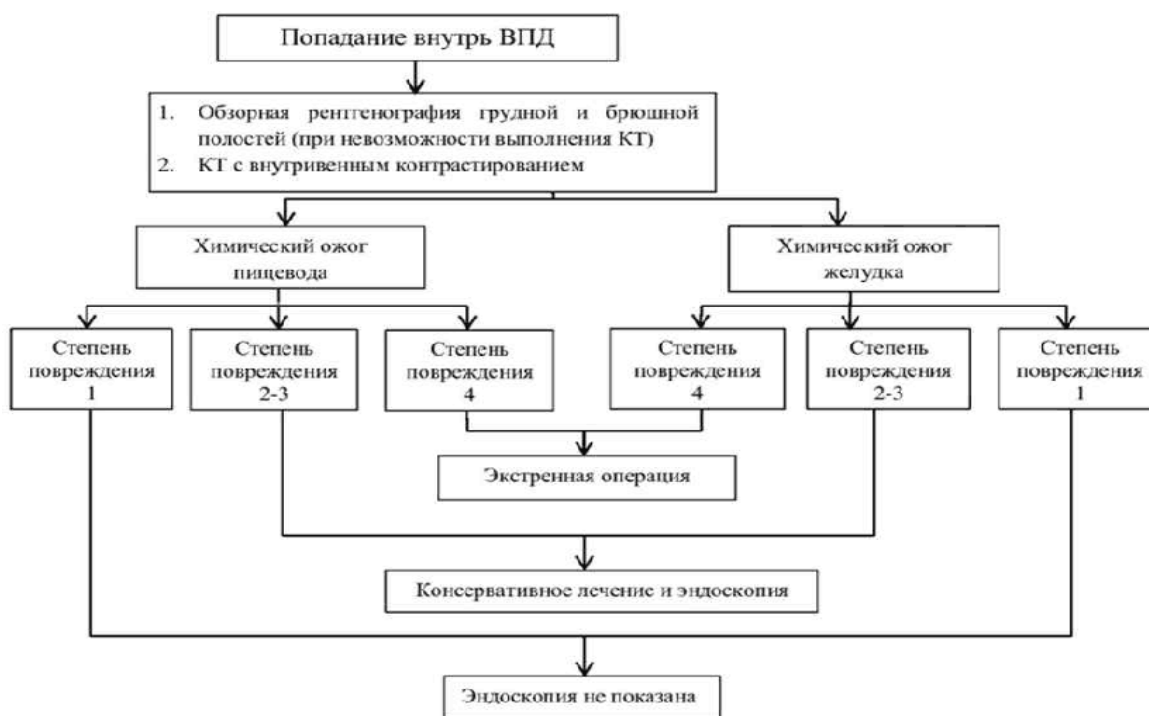 Попадание внутрь ВПД
1. Обзорная рентгенография грудной и брюшной
полостей (при невозможности выполнения КТ)
2. КТ с внутривенным контрастированием
Химический ожог
пищевода
Химический ожог
желудка
Степень
повреждения
1
Степень
повреждения
2-3
Степень
повреждения
4
Степень
повреждения
4
Степень
повреждения
2-3
Степень
повреждения
1
Экстренная операция
Консервативное лечение и эндоскопия
Эндоскопия не показана